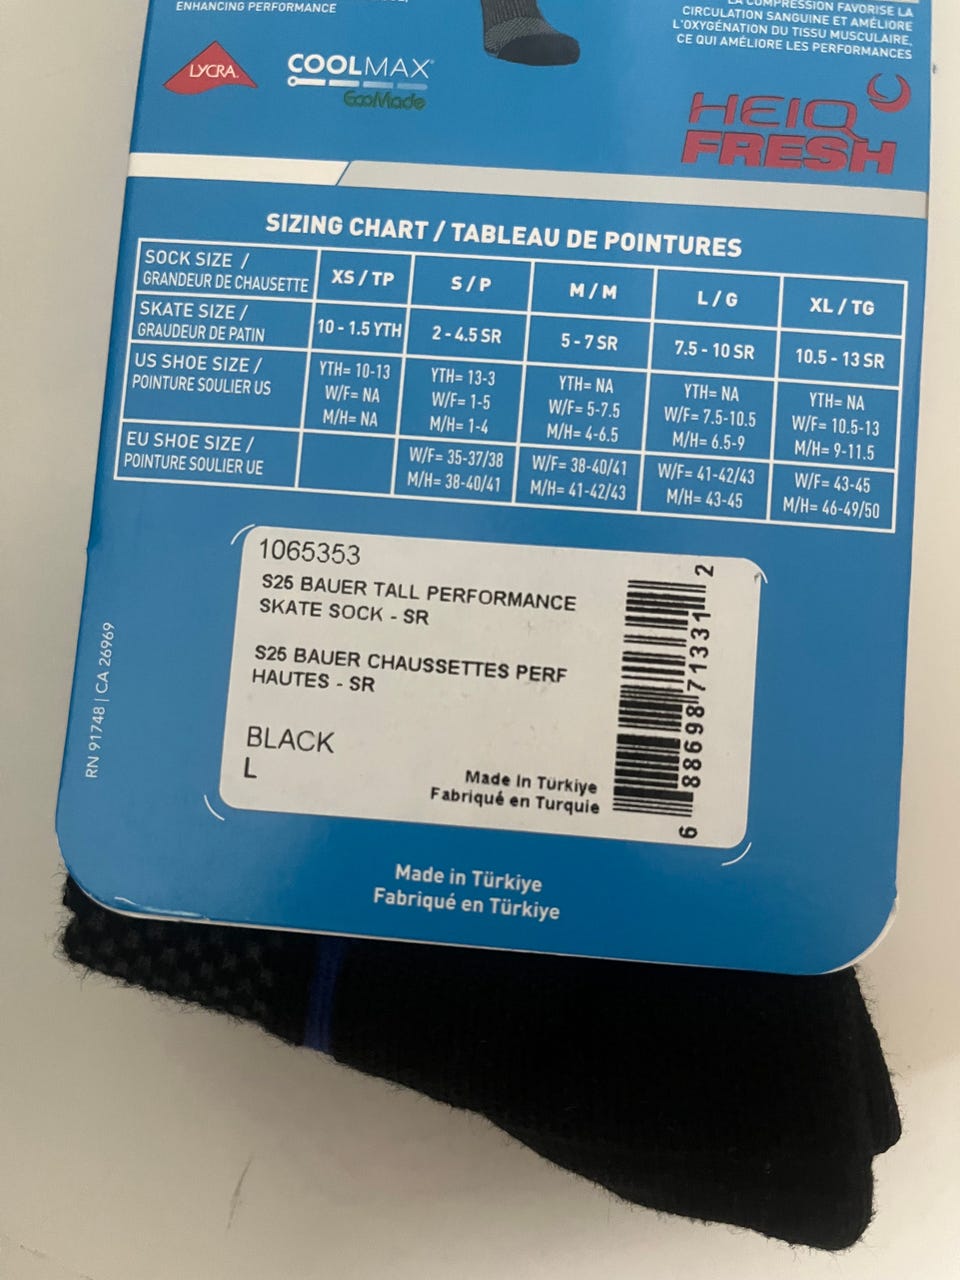 ENHANCING PERFORMANCE
LA COMPRESSION FAVORISE LA
CIRCULATION SANGUINE ET AMÉLIORE
L'OXYGÉNATION DU TISSU MUSCULAIRE,
CE QUI AMÉLIORE LES PERFORMANCES
LYCRA
COOLMAX®
EcoMade
HEIQ
FRESH
SIZING CHART / TABLEAU DE POINTURES
SOCK SIZE /
GRANDEUR DE CHAUSSETTE
XS / TP
S / P
M / M
L / G
XL / TG
SKATE SIZE /
GRAUDEUR DE PATIN
10 - 1.5 YTH
2 - 4.5 SR
5 - 7 SR
7.5 - 10 SR
10.5 - 13 SR
US SHOE SIZE /
POINTURE SOULIER US
YTH= 10-13
W/F= NA
M/H= NA
YTH= 13-3
W/F= 1-5
M/H= 1-4
YTH= NA
W/F= 5-7.5
M/H= 4-6.5
YTH= NA
W/F= 7.5-10.5
M/H= 6.5-9
YTH= NA
W/F= 10.5-13
M/H= 9-11.5
EU SHOE SIZE /
POINTURE SOULIER UE
W/F= 35-37/38
M/H= 38-40/41
W/F= 38-40/41
M/H= 41-42/43
W/F= 41-42/43
M/H= 43-45
W/F= 43-45
M/H= 46-49/50
1065353
S25 BAUER TALL PERFORMANCE
SKATE SOCK - SR
S25 BAUER CHAUSSETTES PERF
HAUTES - SR
BLACK
L
Made In Türkiye
Fabriqué en Turquie
6 88698 71331 2
RN 91748 | CA 26969
Made in Türkiye
Fabriqué en Türkiye